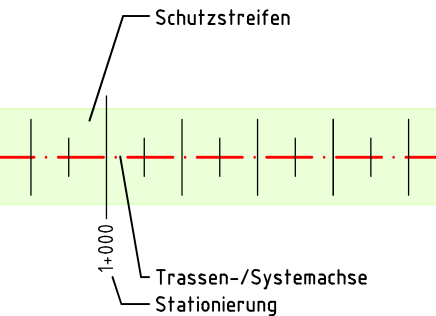 Schutzstreifen
1+000
Trassen-/Systemachse
Stationierung